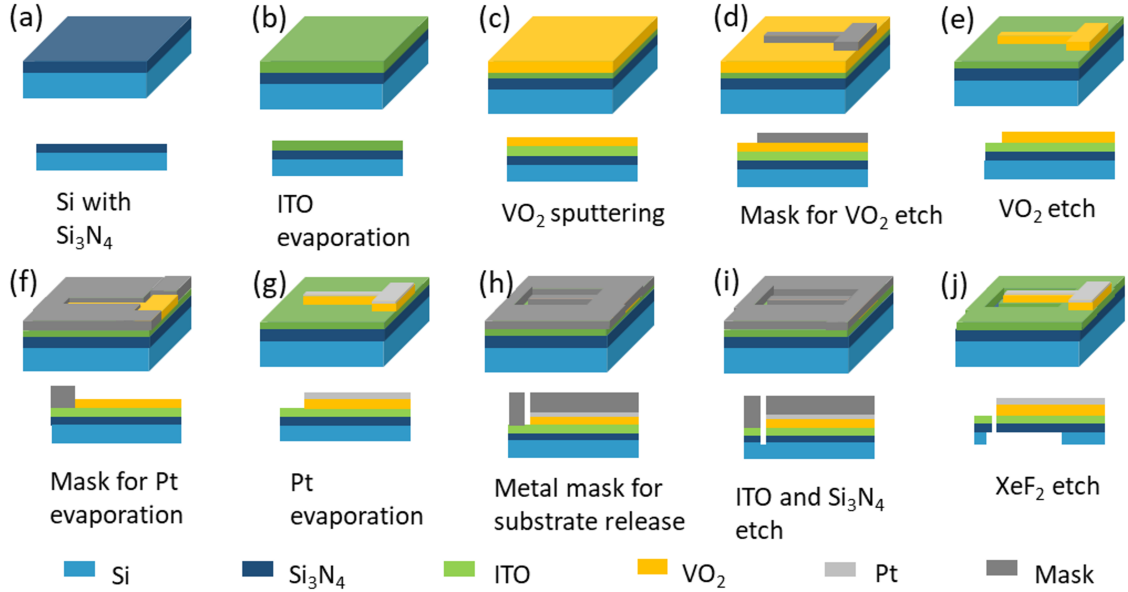 (a)
(b)
(c)
(d)
(e)
Si with
Si₃N₄
ITO
evaporation
VO₂ sputtering
Mask for VO₂ etch
VO₂ etch
(f)
(g)
(h)
(i)
(j)
Mask for Pt
evaporation
Pt
evaporation
Metal mask for
substrate release
ITO and Si₃N₄
etch
XeF₂ etch
Si
Si₃N₄
ITO
VO₂
Pt
Mask